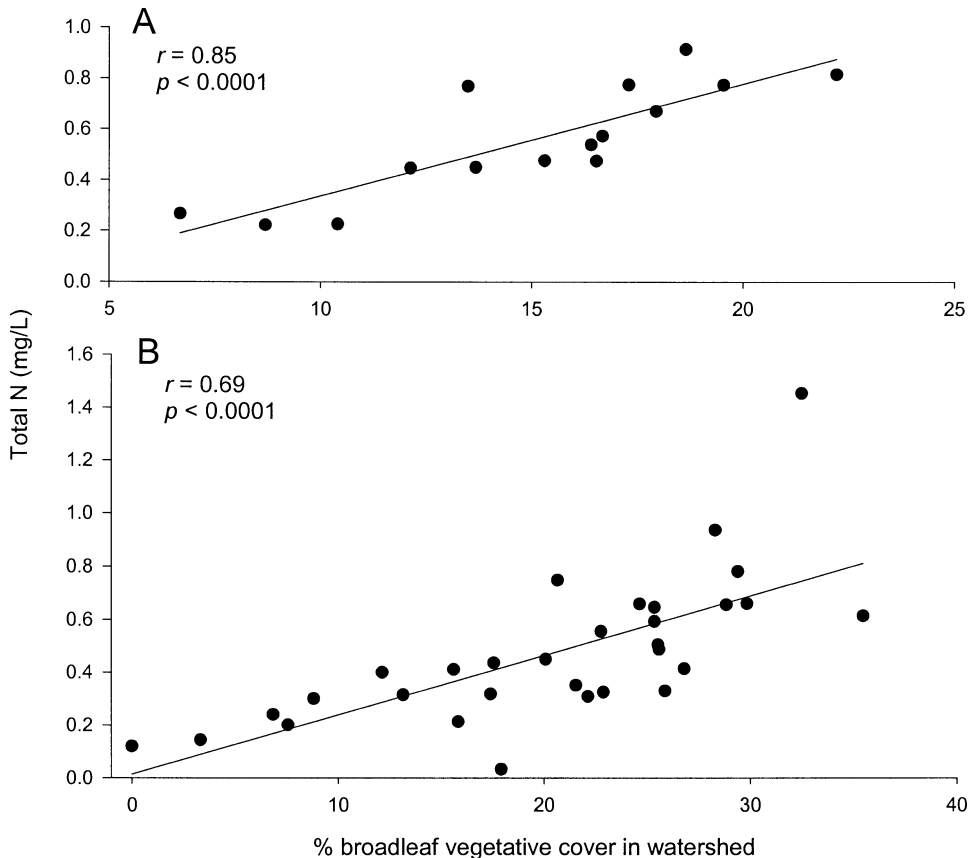 A
r = 0.85
p < 0.0001
1.0
0.8
0.6
0.4
0.2
0.0
5 10 15 20 25
Total N (mg/L)
B
r = 0.69
p < 0.0001
1.6
1.4
1.2
1.0
0.8
0.6
0.4
0.2
0.0
0 10 20 30 40
% broadleaf vegetative cover in watershed